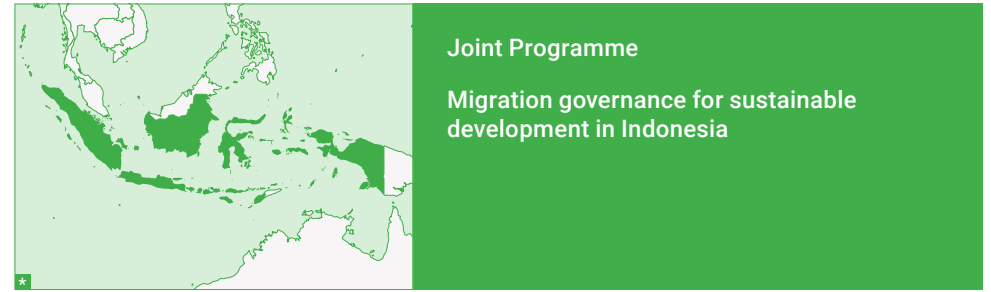 Joint Programme
Migration governance for sustainable
development in Indonesia
*